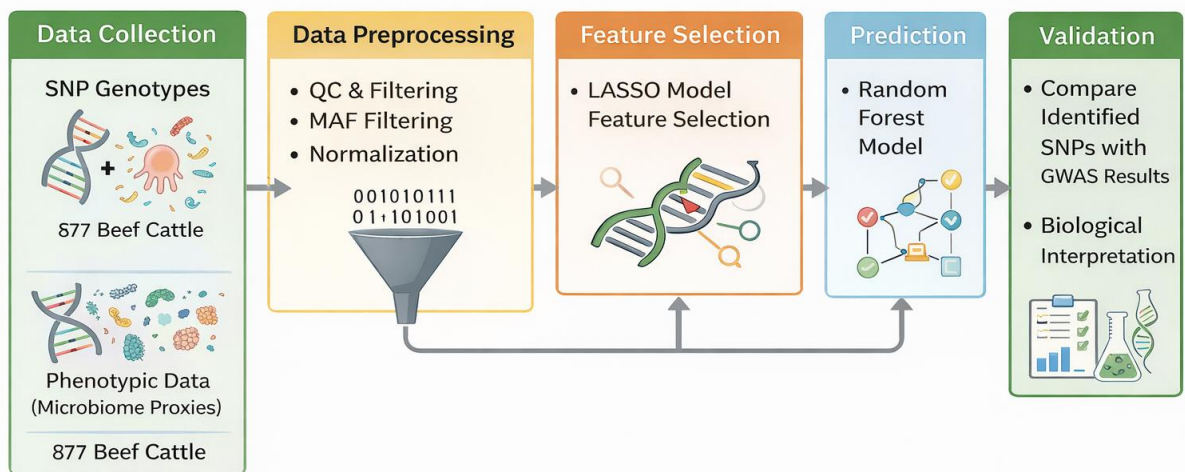 Data Collection
SNP Genotypes
+
877 Beef Cattle
Phenotypic Data
(Microbiome Proxies)
877 Beef Cattle
Data Preprocessing
• QC & Filtering
• MAF Filtering
• Normalization
001010111
01+101001
Feature Selection
• LASSO Model
Feature Selection
Prediction
• Random
Forest
Model
Validation
• Compare
Identified
SNPs with
GWAS Results
• Biological
Interpretation